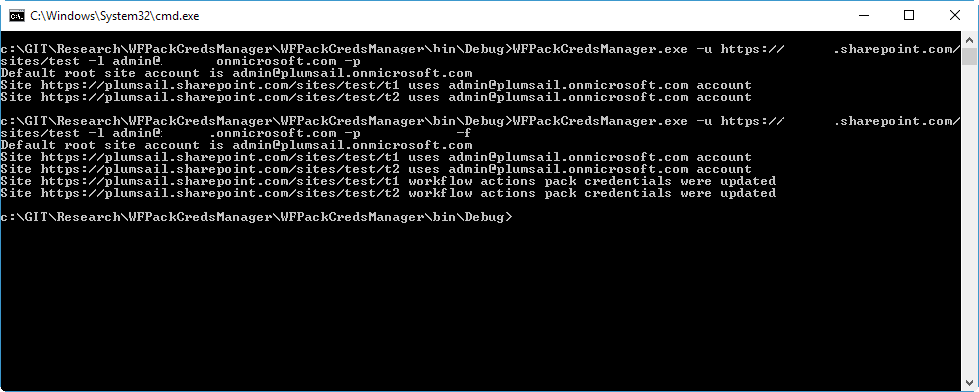 C:\Windows\System32\cmd.exe
c:\GIT\Research\WFPackCredsManager\WFPackCredsManager\bin\Debug>WFPackCredsManager.exe -u https://      .sharepoint.com/
sites/test -l admin@      onmicrosoft.com -p
Default root site account is admin@plumsail.onmicrosoft.com
Site https://plumsail.sharepoint.com/sites/test/t1 uses admin@plumsail.onmicrosoft.com account
Site https://plumsail.sharepoint.com/sites/test/t2 uses admin@plumsail.onmicrosoft.com account
c:\GIT\Research\WFPackCredsManager\WFPackCredsManager\bin\Debug>WFPackCredsManager.exe -u https://      .sharepoint.com/
sites/test -l admin@      .onmicrosoft.com -p            -f
Default root site account is admin@plumsail.onmicrosoft.com
Site https://plumsail.sharepoint.com/sites/test/t1 uses admin@plumsail.onmicrosoft.com account
Site https://plumsail.sharepoint.com/sites/test/t2 uses admin@plumsail.onmicrosoft.com account
Site https://plumsail.sharepoint.com/sites/test/t1 workflow actions pack credentials were updated
Site https://plumsail.sharepoint.com/sites/test/t2 workflow actions pack credentials were updated
c:\GIT\Research\WFPackCredsManager\WFPackCredsManager\bin\Debug>